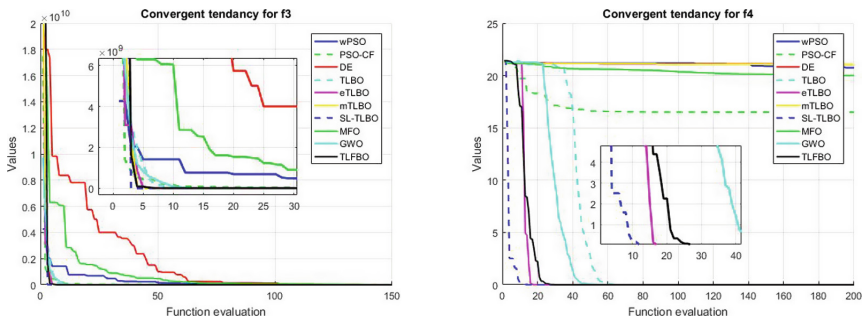 Convergent tendancy for f3
2 ×10^10
1.8
1.6
1.4
1.2
1
0.8
0.6
0.4
0.2
0
Values
0 50 100 150
Function evaluation
×10^9
6
4
2
0
0 5 10 15 20 25 30
wPSO
PSO-CF
DE
TLBO
eTLBO
mTLBO
SL-TLBO
MFO
GWO
TLFBO
Convergent tendancy for f4
25
20
15
10
5
0
Values
0 20 40 60 80 100 120 140 160 180 200
Function evaluation
4
3
2
1
10 20 30 40
wPSO
PSO-CF
DE
TLBO
eTLBO
mTLBO
SL-TLBO
MFO
GWO
TLFBO